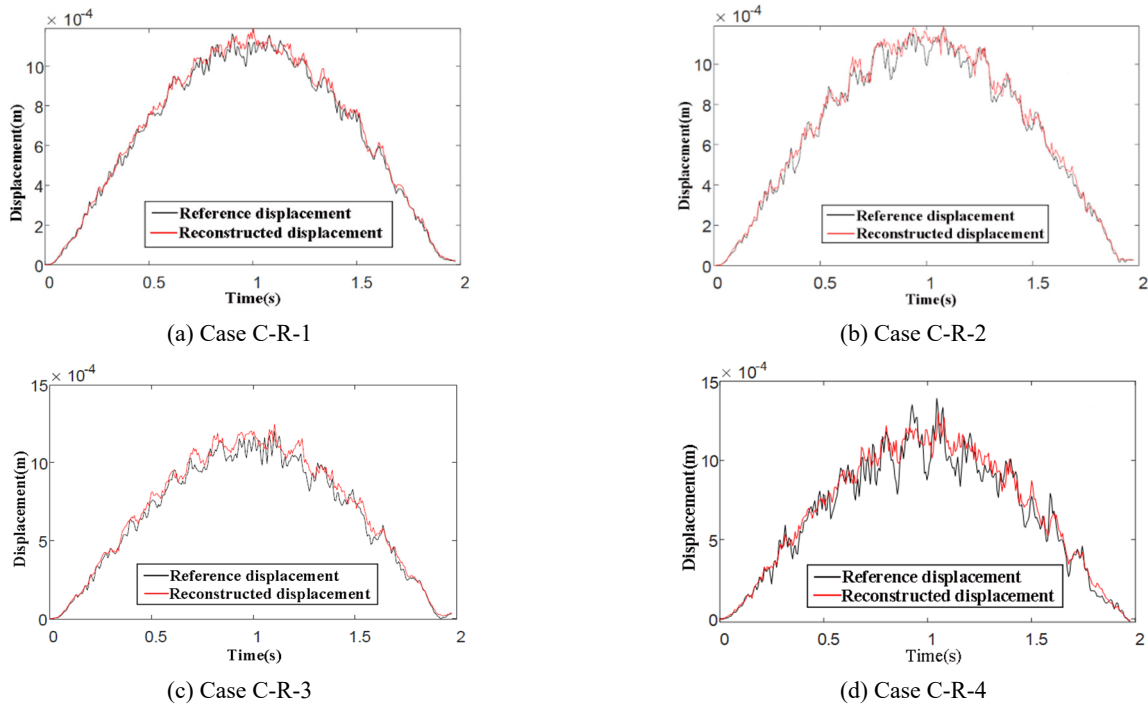 × 10⁻⁴
10
8
6
4
2
0
Displacement(m)
Reference displacement
Reconstructed displacement
0
0.5
1
1.5
2
Time(s)
(a) Case C-R-1
× 10⁻⁴
10
8
6
4
2
0
Displacement(m)
Reference displacement
Reconstructed displacement
0
0.5
1
1.5
2
Time(s)
(b) Case C-R-2
15 × 10⁻⁴
10
5
0
Displacement(m)
Reference displacement
Reconstructed displacement
0
0.5
1
1.5
2
Time(s)
(c) Case C-R-3
15 × 10⁻⁴
10
5
0
Displacement(m)
Reference displacement
Reconstructed displacement
0
0.5
1
1.5
2
Time(s)
(d) Case C-R-4